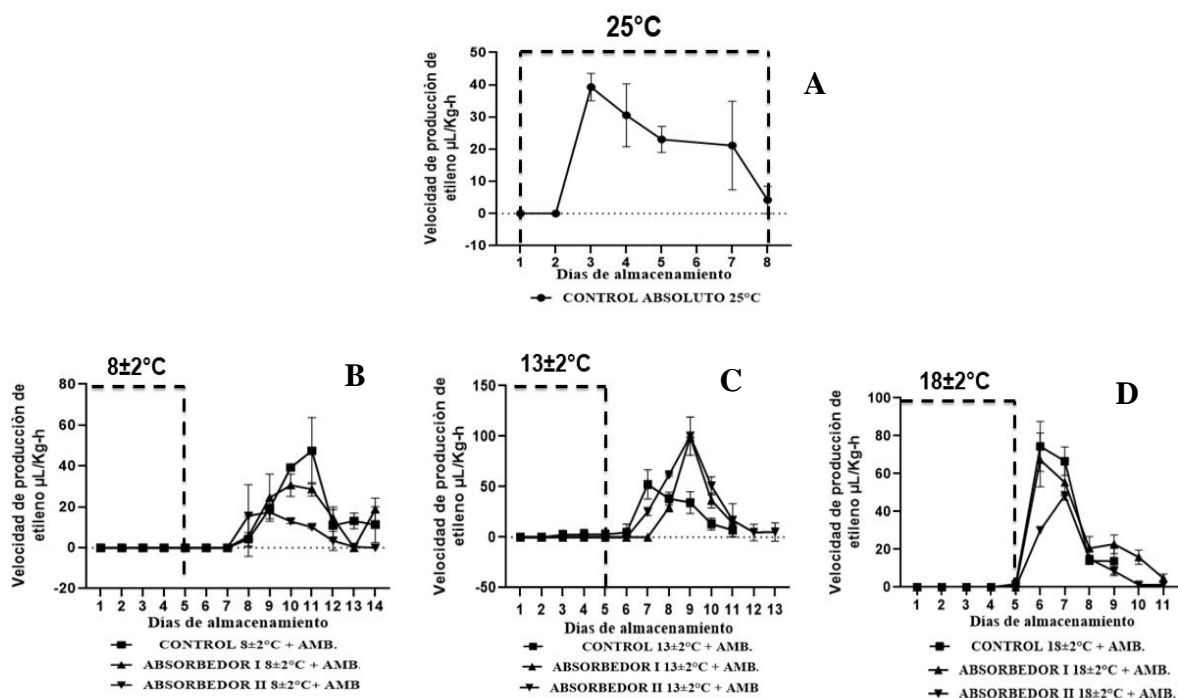 25°C
A
Velocidad de producción de
etileno µL/Kg-h
50
40
30
20
10
0
-10
1 2 3 4 5 6 7 8
Días de almacenamiento
CONTROL ABSOLUTO 25°C
8±2°C
B
Velocidad de producción de
etileno µL/Kg-h
80
60
40
20
0
-20
1 2 3 4 5 6 7 8 9 10 11 12 13 14
Días de almacenamiento
CONTROL 8±2°C + AMB.
ABSORBEDOR I 8±2°C + AMB.
ABSORBEDOR II 8±2°C+ AMB
13±2°C
C
Velocidad de producción de
etileno µL/Kg-h
150
100
50
0
-50
1 2 3 4 5 6 7 8 9 10 11 12 13
Días de almacenamiento
CONTROL 13±2°C + AMB.
ABSORBEDOR I 13±2°C + AMB.
ABSORBEDOR II 13±2°C + AMB
18±2°C
D
Velocidad de producción de
etileno µL/Kg-h
100
80
60
40
20
0
1 2 3 4 5 6 7 8 9 10 11
Días de almacenamiento
CONTROL 18±2°C + AMB.
ABSORBEDOR I 18±2°C + AMB.
ABSORBEDOR II 18±2°C + AMB